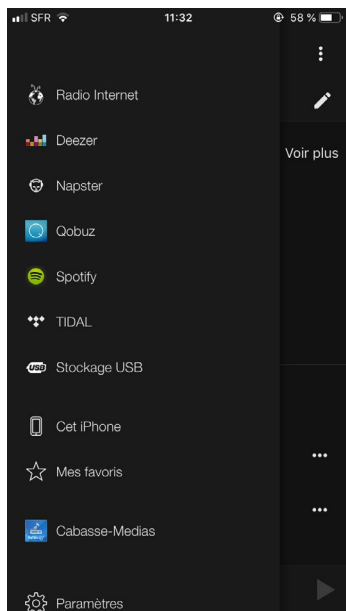 SFR 11:32 58 %
Radio Internet
Deezer
Voir plus
Napster
Qobuz
Spotify
TIDAL
USB Stockage USB
Cet iPhone
Mes favoris
Cabasse-Medias
Paramètres